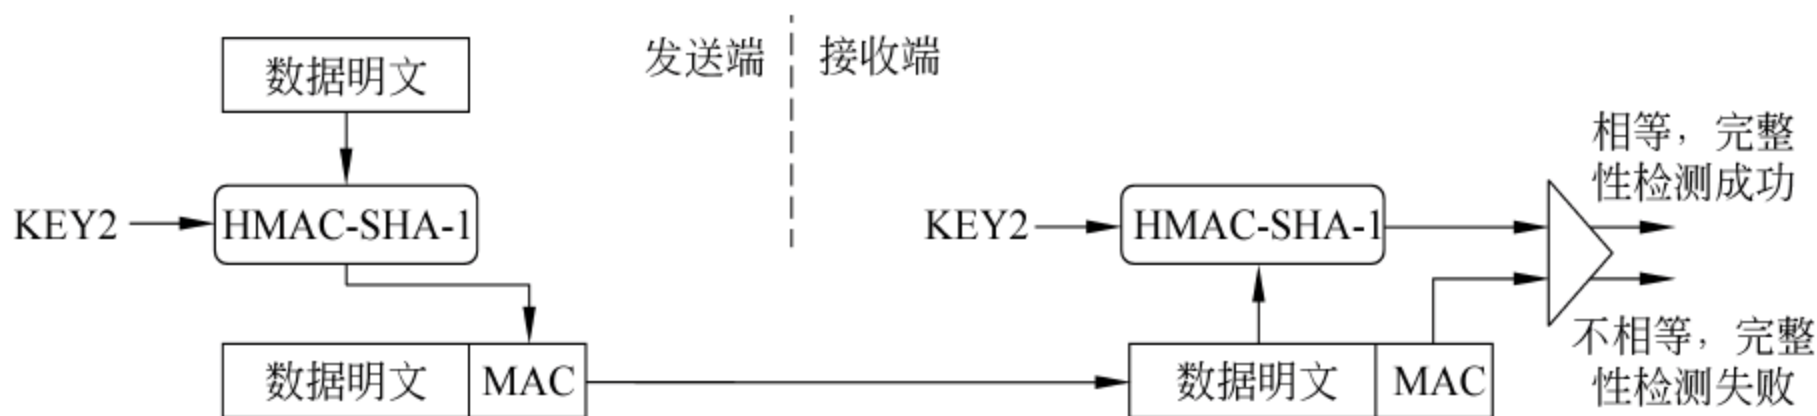 数据明文
发送端
接收端
相等，完整
性检测成功
KEY2
HMAC-SHA-1
KEY2
HMAC-SHA-1
不相等，完整
性检测失败
数据明文
MAC
数据明文
MAC